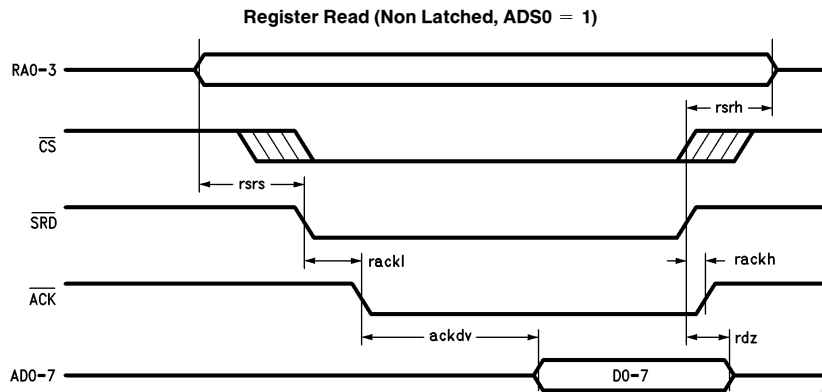 Register Read (Non Latched, ADS0 = 1)
RA0-3
rsrh
CS
rsrs
SRD
rackl
rackh
ACK
ackdv
rdz
AD0-7
D0-7